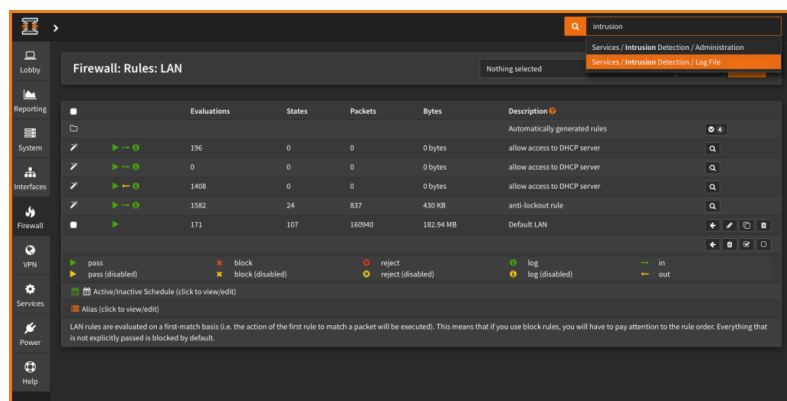 intrusion
Services / Intrusion Detection / Administration
Services / Intrusion Detection / Log File
Lobby
Reporting
System
Interfaces
Firewall
VPN
Services
Power
Help
Firewall: Rules: LAN
Nothing selected
Evaluations States Packets Bytes Description
Automatically generated rules 4
196 0 0 0 bytes allow access to DHCP server
0 0 0 0 bytes allow access to DHCP server
1408 0 0 0 bytes allow access to DHCP server
1582 24 837 430 KB anti-lockout rule
171 107 160940 182.94 MB Default LAN
pass block reject log in
pass (disabled) block (disabled) reject (disabled) log (disabled) out
Active/Inactive Schedule (click to view/edit)
Alias (click to view/edit)
LAN rules are evaluated on a first-match basis (i.e. the action of the first rule to match a packet will be executed). This means that if you use block rules, you will have to pay attention to the rule order. Everything that
is not explicitly passed is blocked by default.